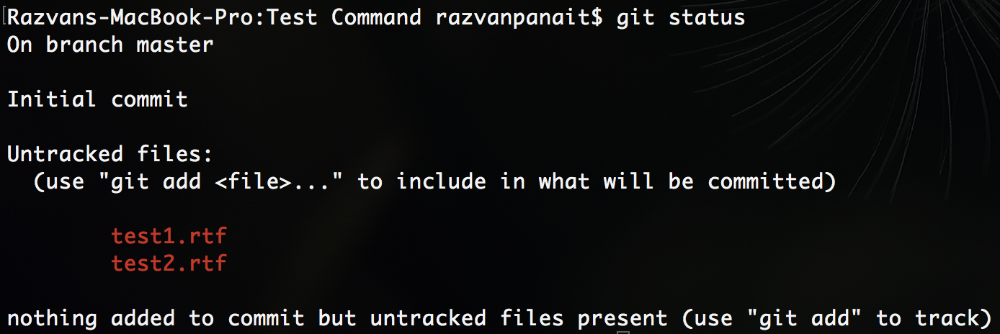 Razvans-MacBook-Pro:Test Command razvanpanait$ git status
On branch master
Initial commit
Untracked files:
(use "git add <file>..." to include in what will be committed)
test1.rtf
test2.rtf
nothing added to commit but untracked files present (use "git add" to track)